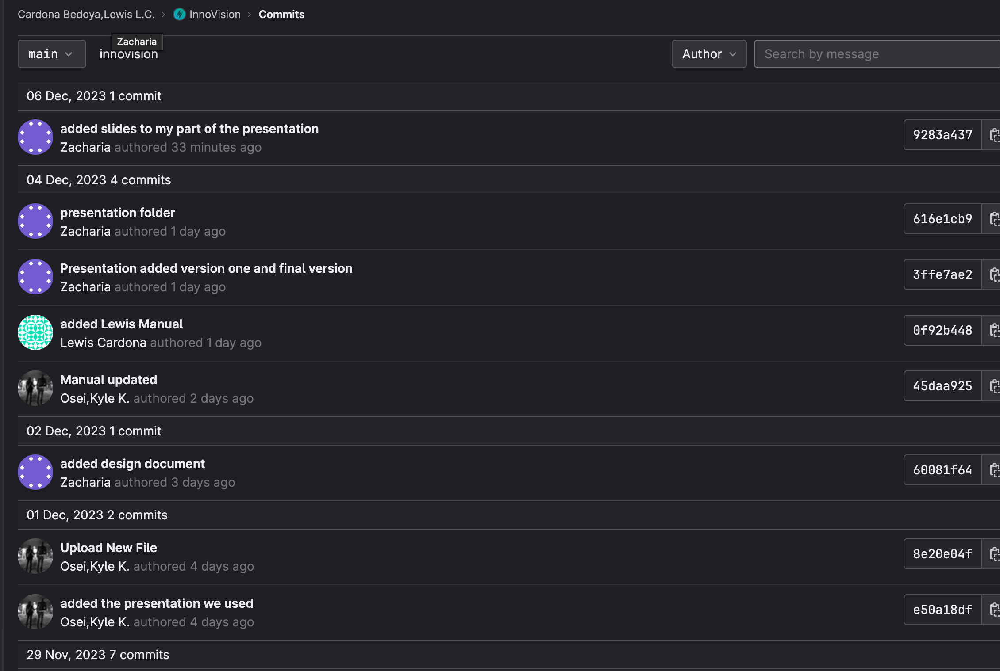 Cardona Bedoya,Lewis L.C. > InnoVision > Commits
Zacharia
main innovision Author Search by message
06 Dec, 2023 1 commit
added slides to my part of the presentation
Zacharia authored 33 minutes ago
9283a437
04 Dec, 2023 4 commits
presentation folder
Zacharia authored 1 day ago
616e1cb9
Presentation added version one and final version
Zacharia authored 1 day ago
3ffe7ae2
added Lewis Manual
Lewis Cardona authored 1 day ago
0f92b448
Manual updated
Osei,Kyle K. authored 2 days ago
45daa925
02 Dec, 2023 1 commit
added design document
Zacharia authored 3 days ago
60081f64
01 Dec, 2023 2 commits
Upload New File
Osei,Kyle K. authored 4 days ago
8e20e04f
added the presentation we used
Osei,Kyle K. authored 4 days ago
e50a18df
29 Nov, 2023 7 commits